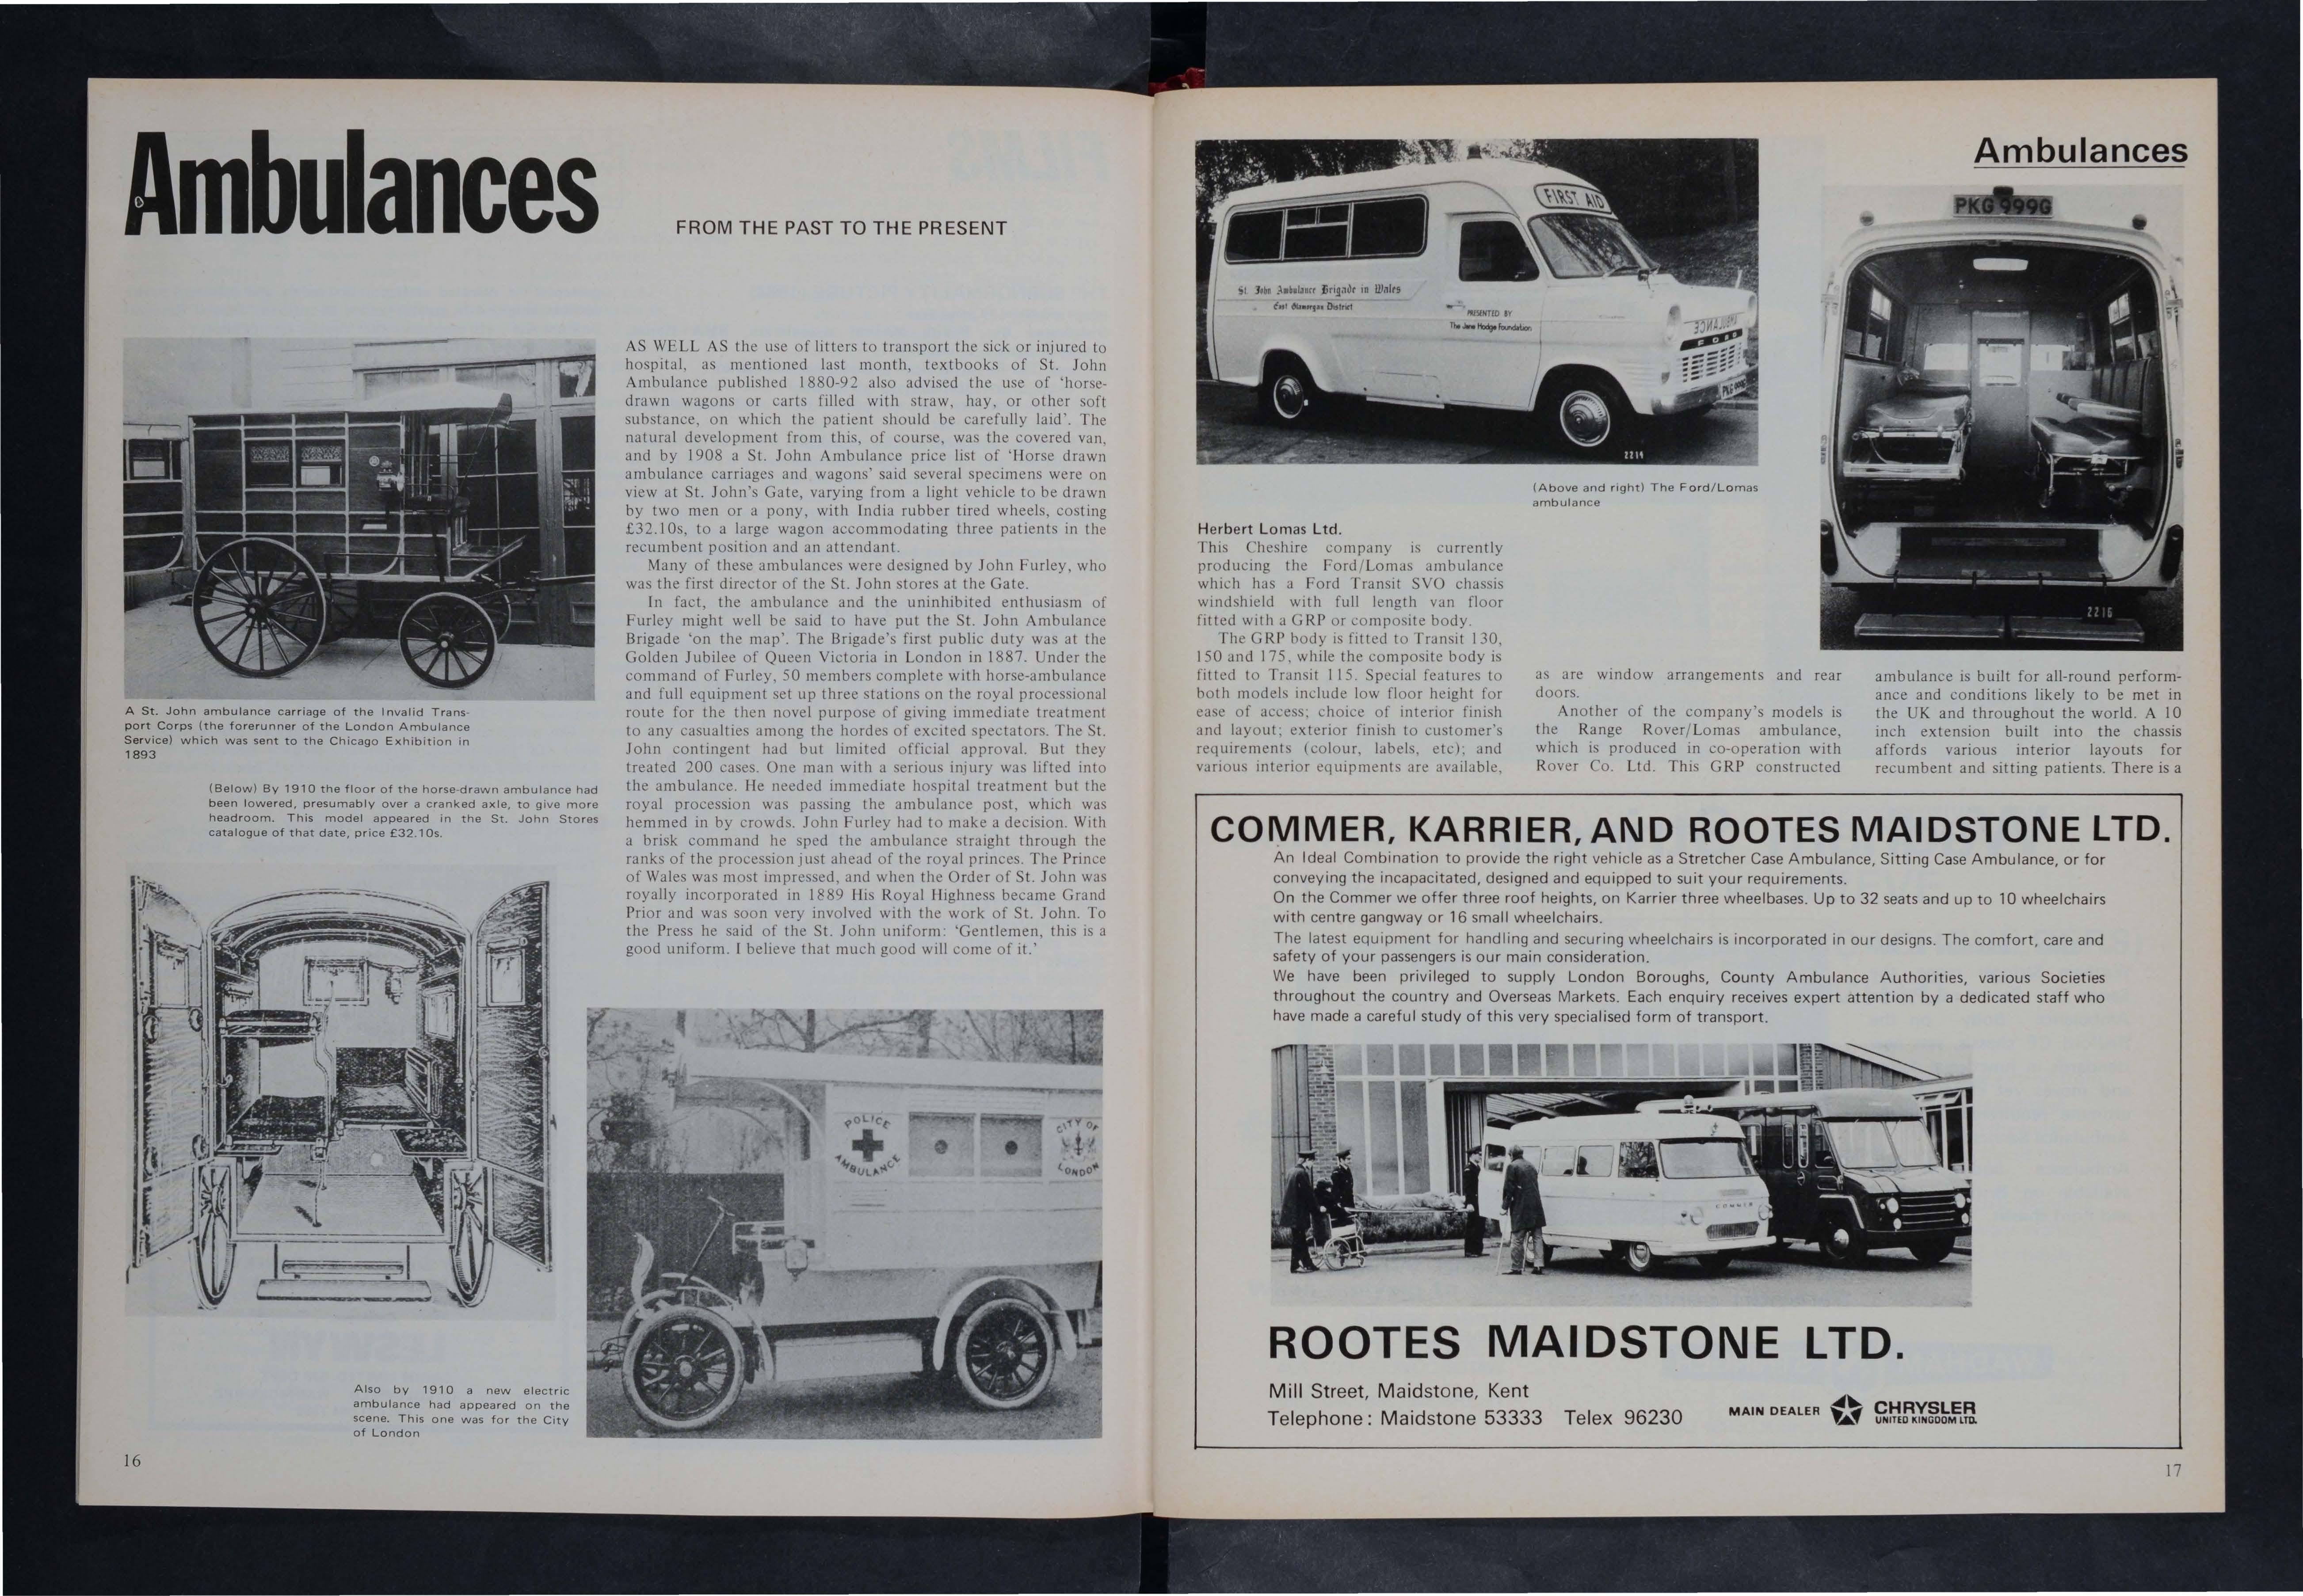 Ambulances
FROM THE PAST TO THE PRESENT
A St. John ambulance carriage of the Invalid Trans-
port Corps (the forerunner of the London Ambulance
Service) which was sent to the Chicago Exhibition in
1893
(Below) By 1910 the floor of the horse-drawn ambulance had
been lowered, presumably over a cranked axle, to give more
headroom. This model appeared in the St. John Stores
catalogue of that date, price £32.10s.
AS WELL AS the use of litters to transport the sick or injured to
hospital, as mentioned last month, textbooks of St. John
Ambulance published 1880-92 also advised the use of ‘horse-
drawn wagons or carts filled with straw, hay, or other soft
substance, on which the patient should be carefully laid’. The
natural development from this, of course, was the covered van,
and by 1908 a St. John Ambulance price list of ‘Horse drawn
ambulance carriages and wagons’ said several specimens were on
view at St. John’s Gate, varying from a light vehicle to be drawn
by two men or a pony, with India rubber tired wheels, costing
£32.10s, to a large wagon accommodating three patients in the
recumbent position and an attendant.
Many of these ambulances were designed by John Furley, who
was the first director of the St. John stores at the Gate.
In fact, the ambulance and the uninhibited enthusiasm of
Furley might well be said to have put the St. John Ambulance
Brigade ‘on the map’. The Brigade’s first public duty was at the
Golden Jubilee of Queen Victoria in London in 1887. Under the
command of Furley, 50 members complete with horse-ambulance
and full equipment set up three stations on the royal processional
route for the then novel purpose of giving immediate treatment
to any casualties among the hordes of excited spectators. The St.
John contingent had but limited official approval. But they
treated 200 cases. One man with a serious injury was lifted into
the ambulance. He needed immediate hospital treatment but the
royal procession was passing the ambulance post, which was
hemmed in by crowds. John Furley had to make a decision. With
a brisk command he sped the ambulance straight through the
ranks of the procession just ahead of the royal princes. The Prince
of Wales was most impressed, and when the Order of St. John was
royally incorporated in 1889 His Royal Highness became Grand
Prior and was soon very involved with the work of St. John. To
the Press he said of the St. John uniform: ‘Gentlemen, this is a
good uniform. I believe that much good will come of it.’
POLICE
AMBULANCE
CITY OF
LONDON
Also by 1910 a new electric
ambulance had appeared on the
scene. This one was for the City
of London
16
Ambulances
FIRST AID
St. John Ambulance Brigade in Wales
East Glamorgan District
PRESENTED BY
The Jane Hodge Foundation
AMBULANCE
FORD
PKG 999G
2214
PKG 999G
2216
(Above and right) The Ford/Lomas
ambulance
Herbert Lomas Ltd.
This Cheshire company is currently
producing the Ford/Lomas ambulance
which has a Ford Transit SVO chassis
windshield with full length van floor
fitted with a GRP or composite body.
The GRP body is fitted to Transit 130,
150 and 175, while the composite body is
fitted to Transit 115. Special features to
both models include low floor height for
ease of access; choice of interior finish
and layout; exterior finish to customer’s
requirements (colour, labels, etc); and
various interior equipments are available,
as are window arrangements and rear
doors.
Another of the company’s models is
the Range Rover/Lomas ambulance,
which is produced in co-operation with
Rover Co. Ltd. This GRP constructed
ambulance is built for all-round perform-
ance and conditions likely to be met in
the UK and throughout the world. A 10
inch extension built into the chassis
affords various interior layouts for
recumbent and sitting patients. There is a
COMMER, KARRIER, AND ROOTES MAIDSTONE LTD.
An Ideal Combination to provide the right vehicle as a Stretcher Case Ambulance, Sitting Case Ambulance, or for
conveying the incapacitated, designed and equipped to suit your requirements.
On the Commer we offer three roof heights, on Karrier three wheelbases. Up to 32 seats and up to 10 wheelchairs
with centre gangway or 16 small wheelchairs.
The latest equipment for handling and securing wheelchairs is incorporated in our designs. The comfort, care and
safety of your passengers is our main consideration.
We have been privileged to supply London Boroughs, County Ambulance Authorities, various Societies
throughout the country and Overseas Markets. Each enquiry receives expert attention by a dedicated staff who
have made a careful study of this very specialised form of transport.
COMMER
ROOTES MAIDSTONE LTD.
Mill Street, Maidstone, Kent
Telephone: Maidstone 53333 Telex 96230
MAIN DEALER
CHRYSLER
UNITED KINGDOM LTD.
17